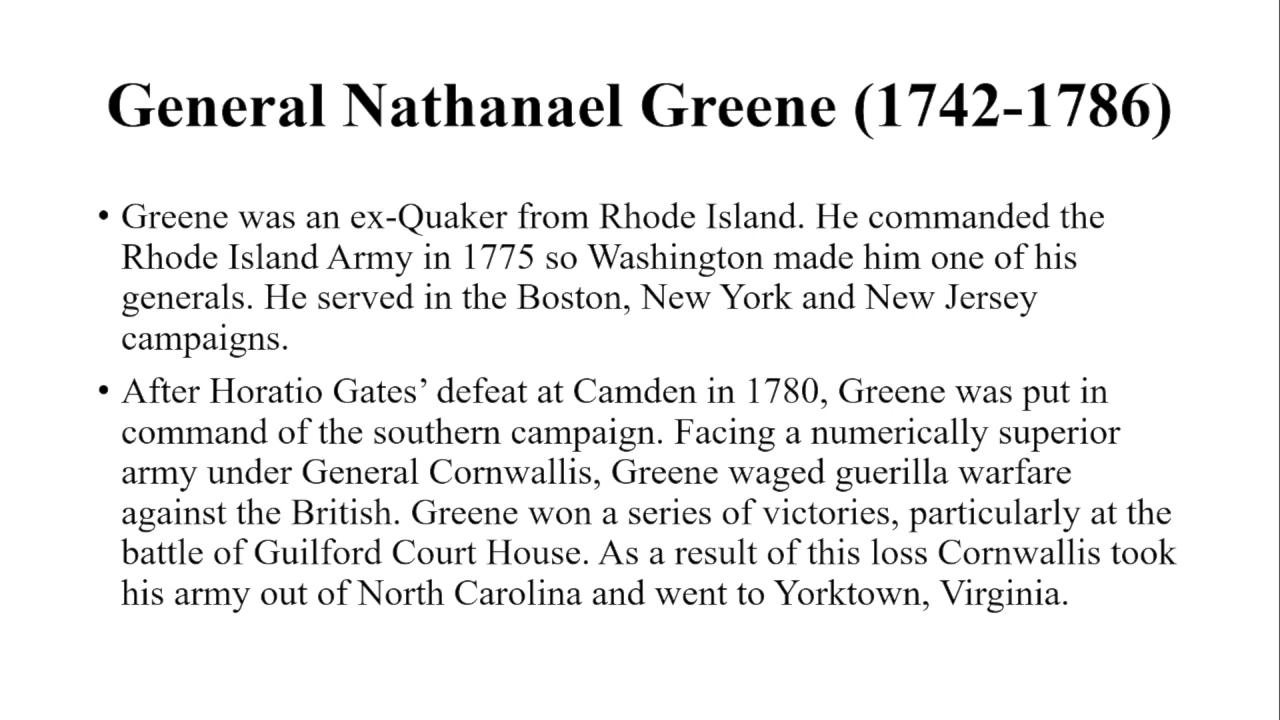 General Nathanael Greene (1742-1786)
• Greene was an ex-Quaker from Rhode Island. He commanded the
Rhode Island Army in 1775 so Washington made him one of his
generals. He served in the Boston, New York and New Jersey
campaigns.
• After Horatio Gates’ defeat at Camden in 1780, Greene was put in
command of the southern campaign. Facing a numerically superior
army under General Cornwallis, Greene waged guerilla warfare
against the British. Greene won a series of victories, particularly at the
battle of Guilford Court House. As a result of this loss Cornwallis took
his army out of North Carolina and went to Yorktown, Virginia.